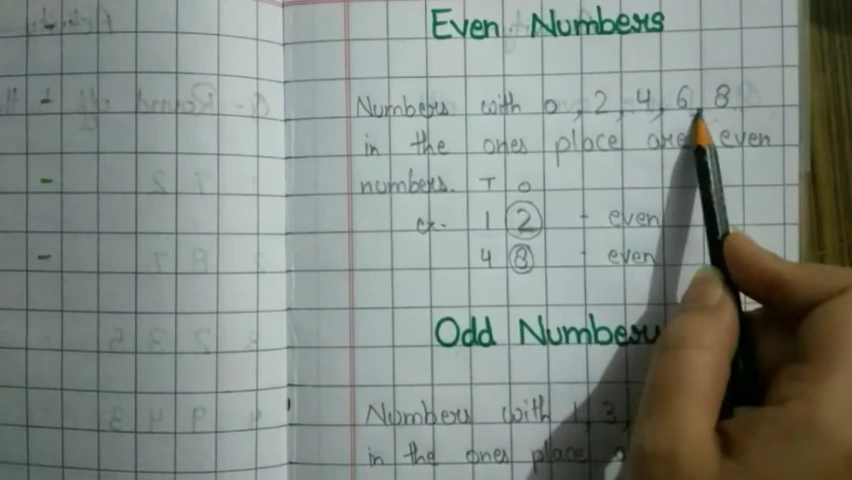 Even Numbers
Numbers with 0, 2, 4, 6, 8
in the ones place are even
numbers. T O
ex. 1 2 - even
4 8 - even
Odd Numbers
Numbers with 1, 3,
in the ones place